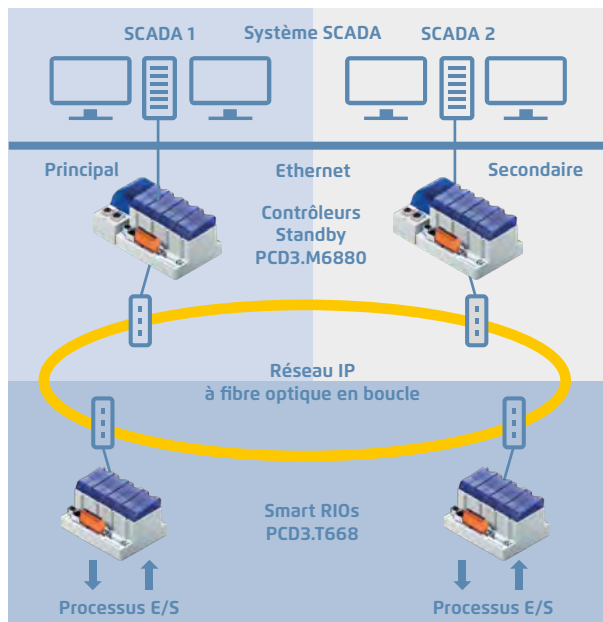 SCADA 1
Système SCADA
SCADA 2
Principal
Ethernet
Secondaire
Contrôleurs
Standby
PCD3.M6880
Réseau IP
à fibre optique en boucle
Smart RIOs
PCD3.T668
Processus E/S
Processus E/S